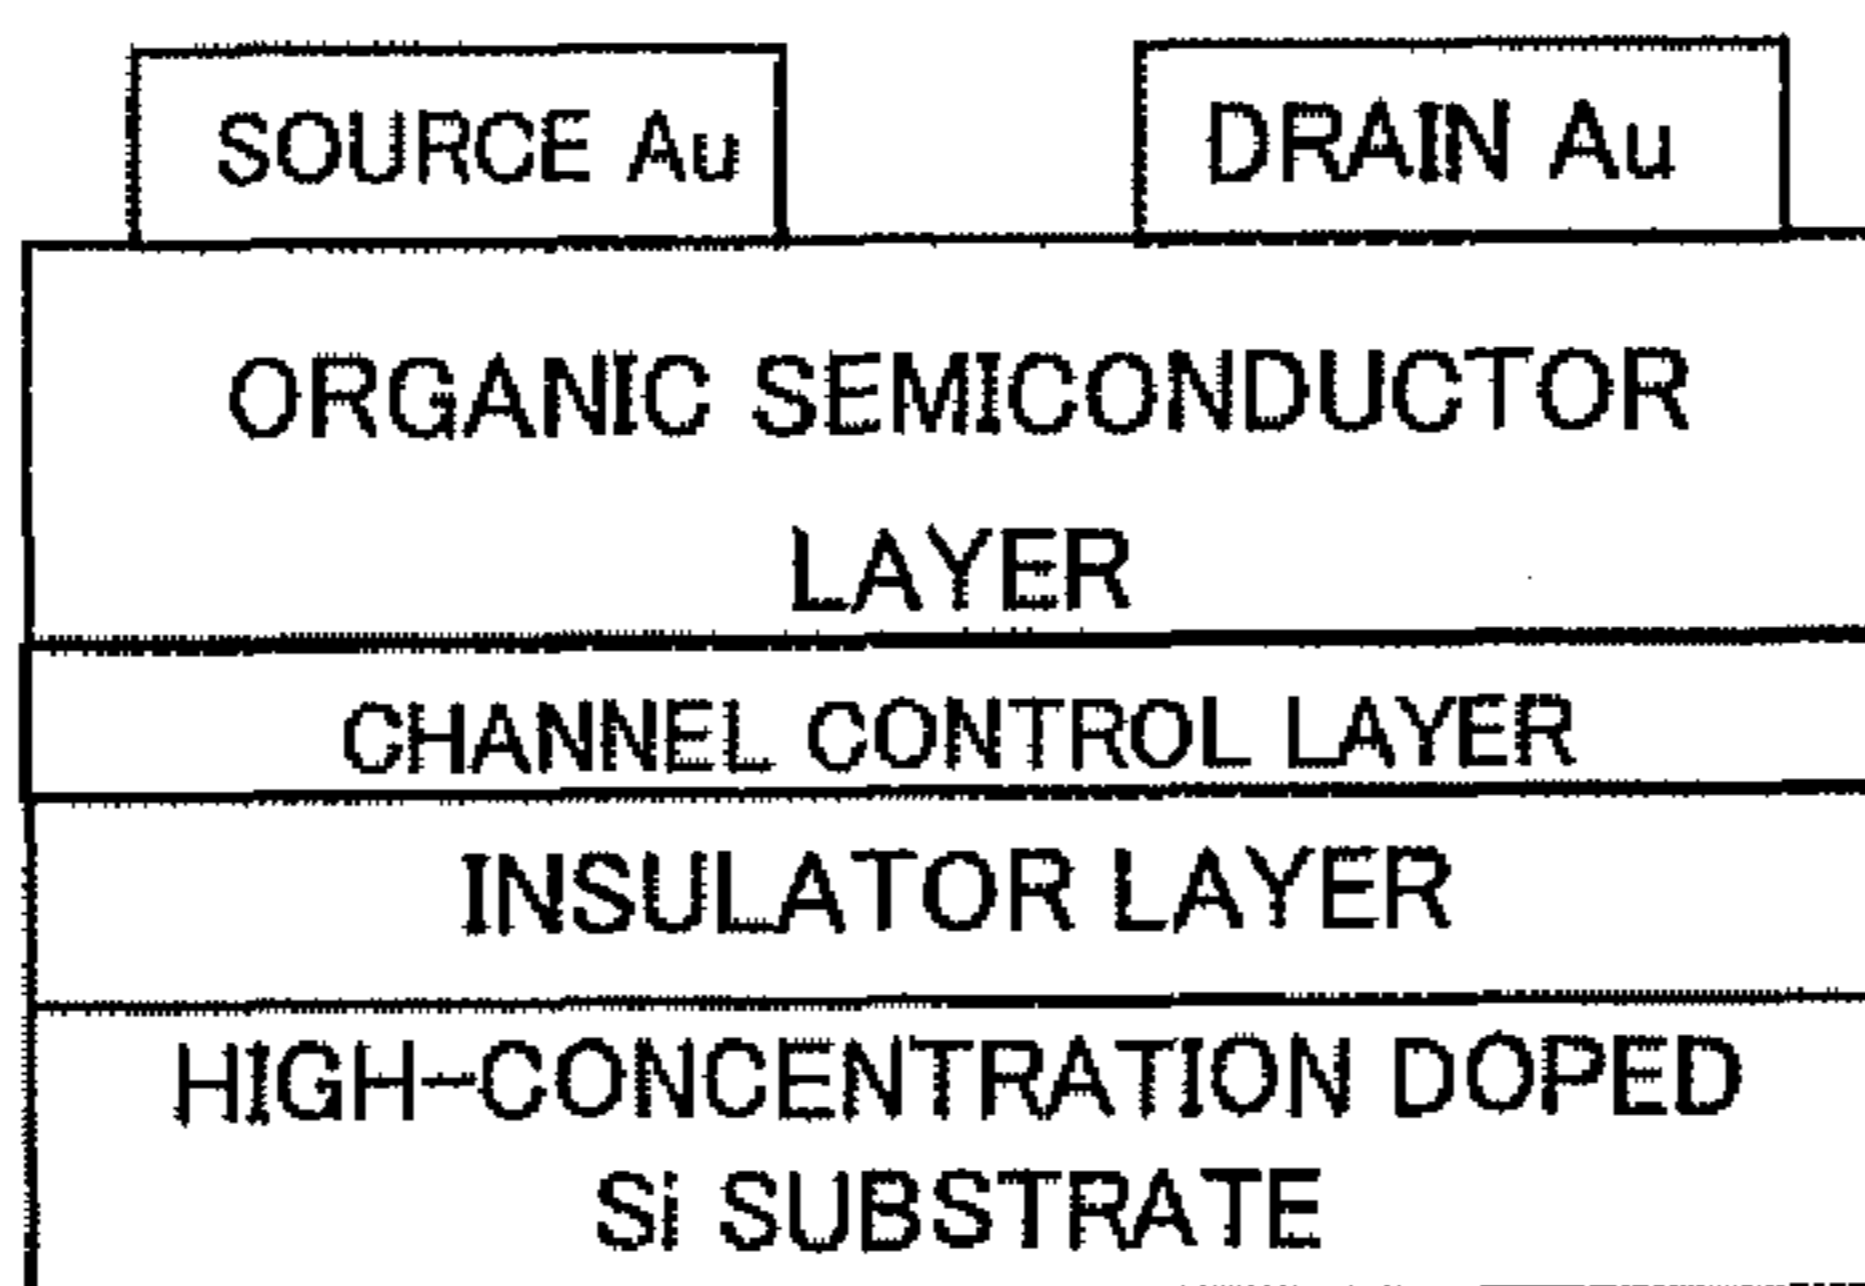 SOURCE Au
DRAIN Au
ORGANIC SEMICONDUCTOR
LAYER
CHANNEL CONTROL LAYER
INSULATOR LAYER
HIGH-CONCENTRATION DOPED
Si SUBSTRATE